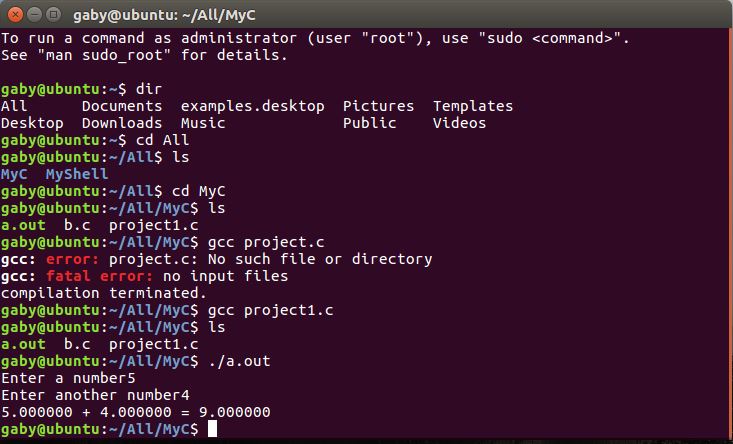 gaby@ubuntu: ~/All/MyC
To run a command as administrator (user "root"), use "sudo <command>".
See "man sudo_root" for details.
gaby@ubuntu:~$ dir
All      Documents  examples.desktop  Pictures  Templates
Desktop  Downloads  Music             Public    Videos
gaby@ubuntu:~$ cd All
gaby@ubuntu:~/All$ ls
MyC  MyShell
gaby@ubuntu:~/All$ cd MyC
gaby@ubuntu:~/All/MyC$ ls
a.out  b.c  project1.c
gaby@ubuntu:~/All/MyC$ gcc project.c
gcc: error: project.c: No such file or directory
gcc: fatal error: no input files
compilation terminated.
gaby@ubuntu:~/All/MyC$ gcc project1.c
gaby@ubuntu:~/All/MyC$ ls
a.out  b.c  project1.c
gaby@ubuntu:~/All/MyC$ ./a.out
Enter a number5
Enter another number4
5.000000 + 4.000000 = 9.000000
gaby@ubuntu:~/All/MyC$